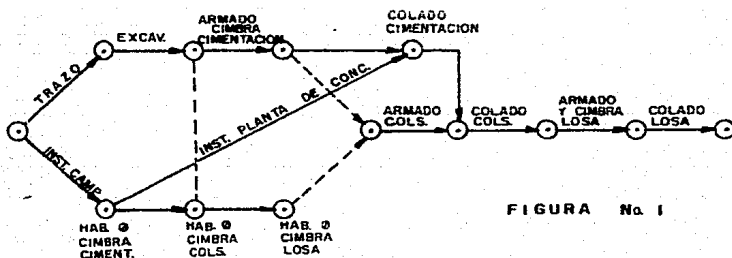 ARMADO
CIMBRA
CIMENTACION
COLADO
CIMENTACION
EXCAV.
TRAZO
INST. PLANTA DE CONC.
ARMADO
COLS.
COLADO
COLS.
ARMADO
Y CIMBRA
LOSA
COLADO
LOSA
INST. CAMP.
HAB. Ø
CIMBRA
CIMENT.
HAB. Ø
CIMBRA
COLS.
HAB. Ø
CIMBRA
LOSA
FIGURA No. 1